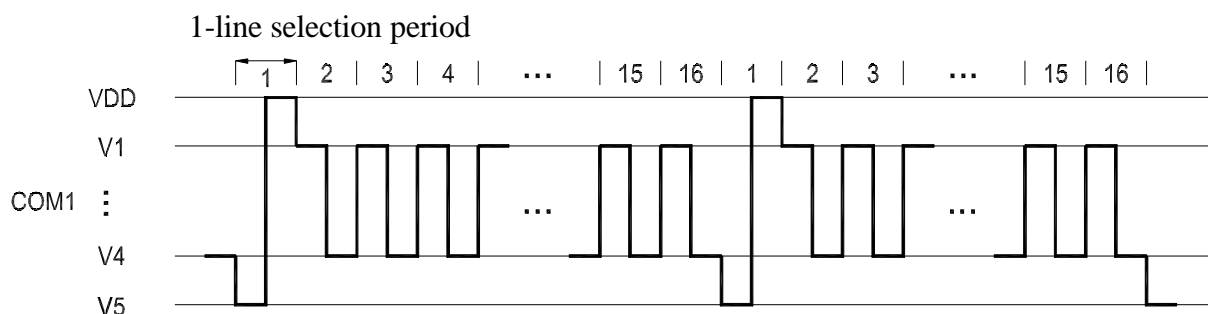 1-line selection period
1 2 3 4 ... 15 16 1 2 3 ... 15 16
VDD
V1
COM1 ⋮ ... ...
V4
V5